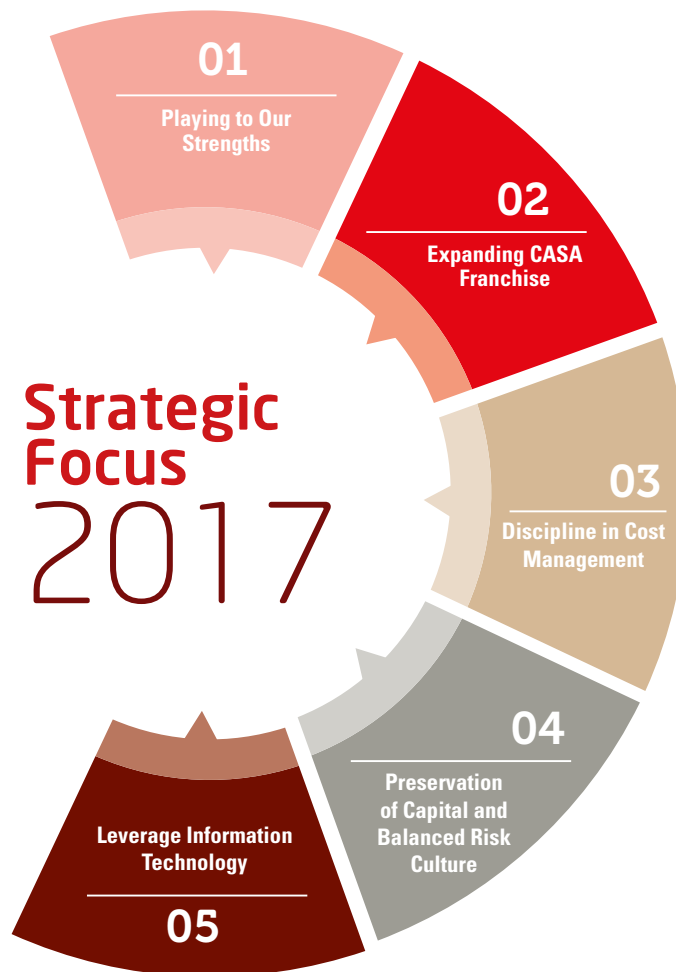 01
Playing to Our
Strengths
02
Expanding CASA
Franchise
Strategic
Focus
2017
03
Discipline in Cost
Management
04
Preservation
of Capital and
Balanced Risk
Culture
Leverage Information
Technology
05